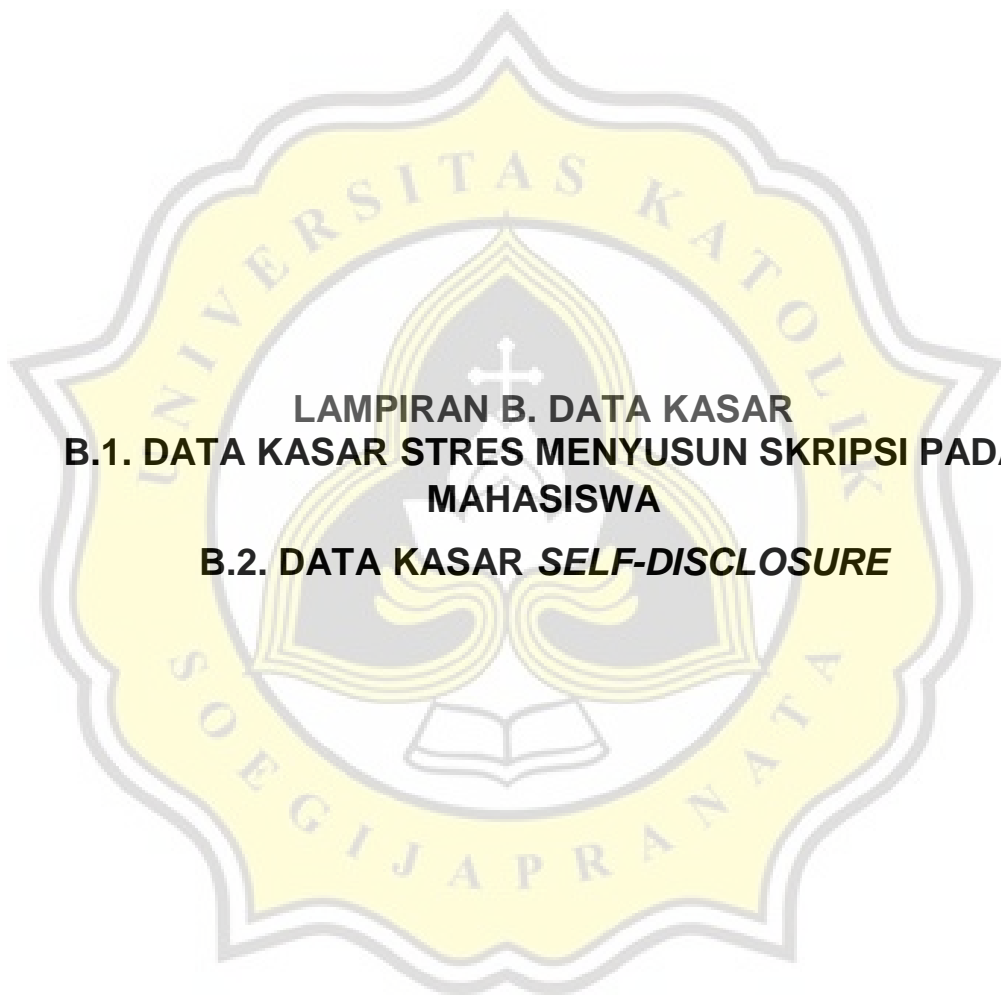 UNIVERSITAS KATOLIK
LAMPIRAN B. DATA KASAR
B.1. DATA KASAR STRES MENYUSUN SKRIPSI PADA
MAHASISWA
B.2. DATA KASAR SELF-DISCLOSURE
SOEGIJAPRANATA